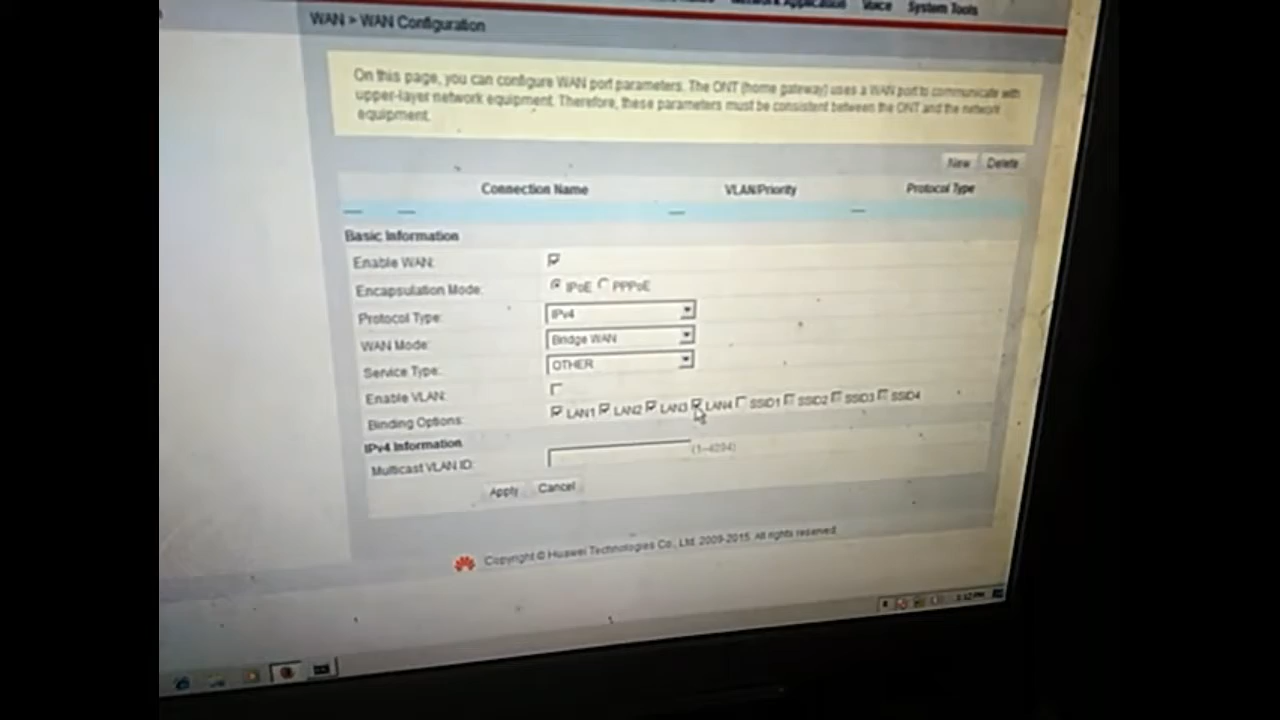 Network Application Voice System Tools
WAN > WAN Configuration
On this page, you can configure WAN port parameters. The ONT (home gateway) uses a WAN port to communicate with
upper-layer network equipment. Therefore, these parameters must be consistent between the ONT and the network
equipment.
New Delete
Connection Name VLAN/Priority Protocol Type
---- ---- ---- ----
Basic Information
Enable WAN:
Encapsulation Mode: IPoE PPPoE
Protocol Type: IPv4
WAN Mode: Bridge WAN
Service Type: OTHER
Enable VLAN:
Binding Options: LAN1 LAN2 LAN3 LAN4 SSID1 SSID2 SSID3 SSID4
IPv4 Information
Multicast VLAN ID: (1–4094)
Apply Cancel
Copyright © Huawei Technologies Co., Ltd. 2009-2015. All rights reserved.